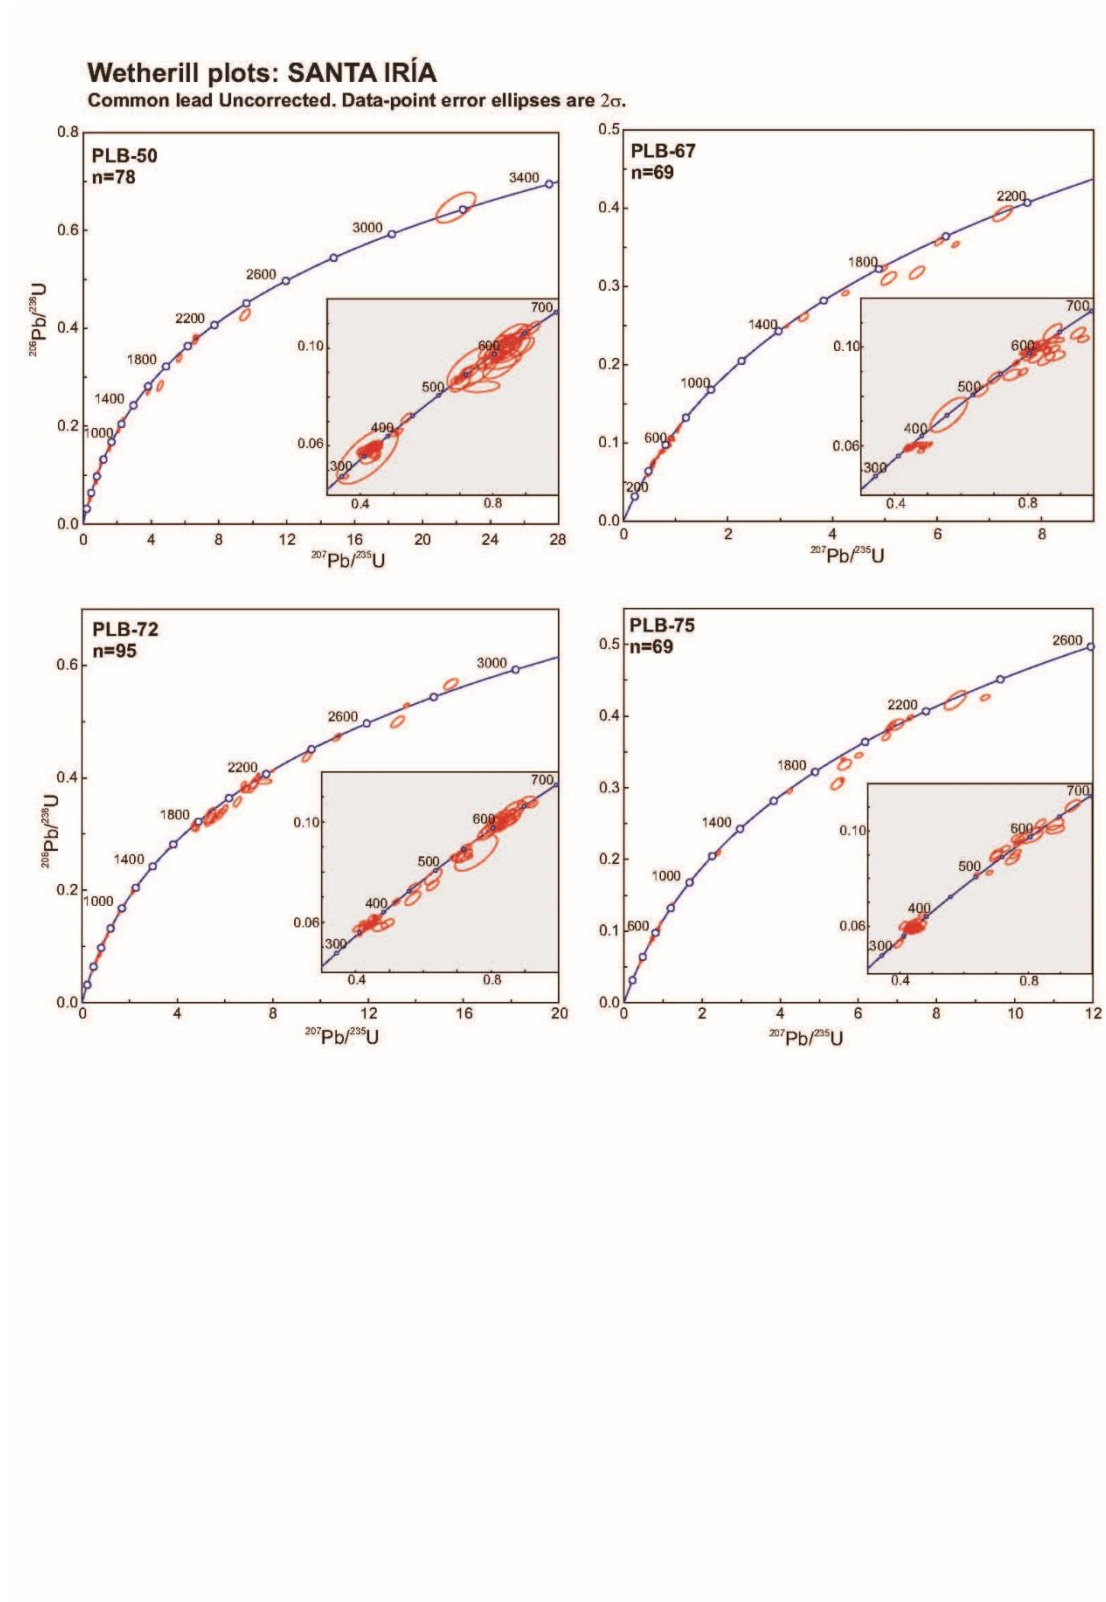 Wetherill plots: SANTA IRÍA
Common lead Uncorrected. Data-point error ellipses are 2σ.
PLB-50
n=78
0.8
0.6
0.4
0.2
0.0
206Pb/238U
0 4 8 12 16 20 24 28
207Pb/235U
1000 1400 1800 2200 2600 3000 3400
0.10
0.06
0.4 0.8
300 400 500 600 700
PLB-67
n=69
0.5
0.4
0.3
0.2
0.1
0.0
0 2 4 6 8
207Pb/235U
200 600 1000 1400 1800 2200
0.10
0.06
0.4 0.8
300 400 500 600 700
PLB-72
n=95
0.6
0.4
0.2
0.0
206Pb/238U
0 4 8 12 16 20
207Pb/235U
1000 1400 1800 2200 2600 3000
0.10
0.06
0.4 0.8
300 400 500 600 700
PLB-75
n=69
0.5
0.4
0.3
0.2
0.1
0.0
0 2 4 6 8 10 12
207Pb/235U
600 1000 1400 1800 2200 2600
0.10
0.06
0.4 0.8
300 400 500 600 700